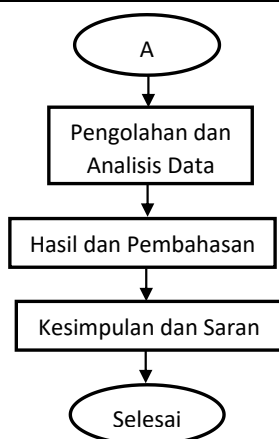 A
Pengolahan dan
Analisis Data
Hasil dan Pembahasan
Kesimpulan dan Saran
Selesai